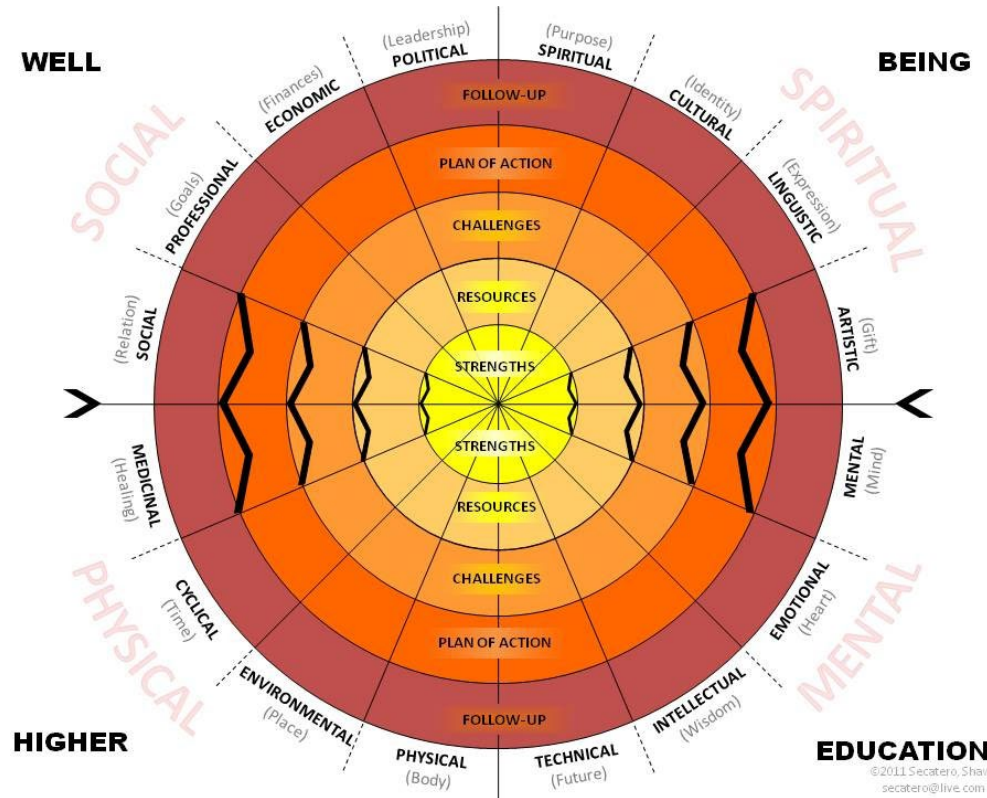 WELL
BEING
HIGHER
EDUCATION
SOCIAL
SPIRITUAL
PHYSICAL
MENTAL
(Leadership)
POLITICAL
(Purpose)
SPIRITUAL
(Identity)
CULTURAL
(Expression)
LINGUISTIC
(Gift)
ARTISTIC
MENTAL
(Mind)
EMOTIONAL
(Heart)
INTELLECTUAL
(Wisdom)
TECHNICAL
(Future)
PHYSICAL
(Body)
ENVIRONMENTAL
(Place)
CYCLICAL
(Time)
MEDICINAL
(Healing)
(Relation)
SOCIAL
(Goals)
PROFESSIONAL
(Finances)
ECONOMIC
FOLLOW-UP
PLAN OF ACTION
CHALLENGES
RESOURCES
STRENGTHS
STRENGTHS
RESOURCES
CHALLENGES
PLAN OF ACTION
FOLLOW-UP
©2011 Secatero, Shaw
secatero@live.com